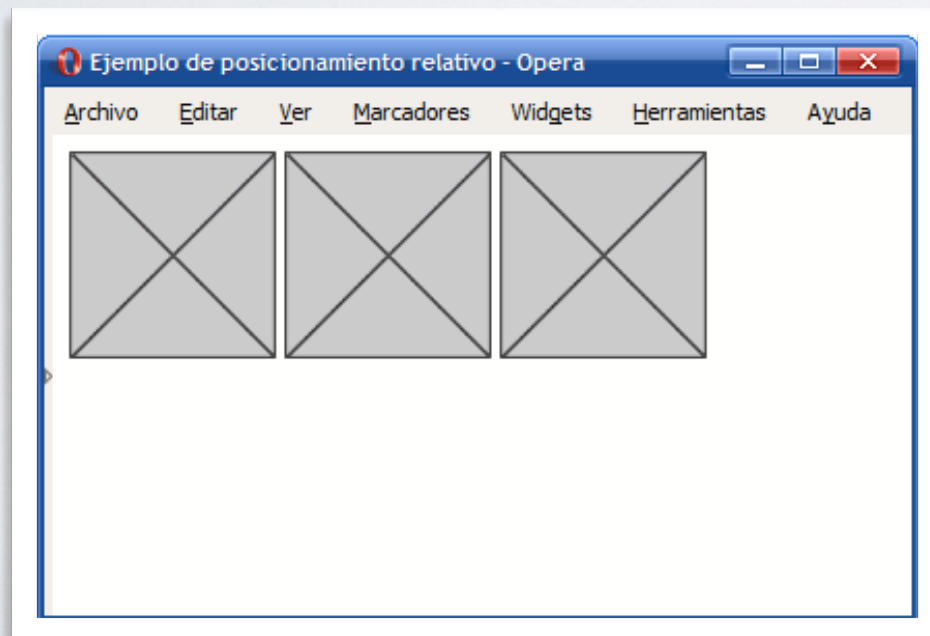 Ejemplo de posicionamiento relativo - Opera
Archivo Editar Ver Marcadores Widgets Herramientas Ayuda